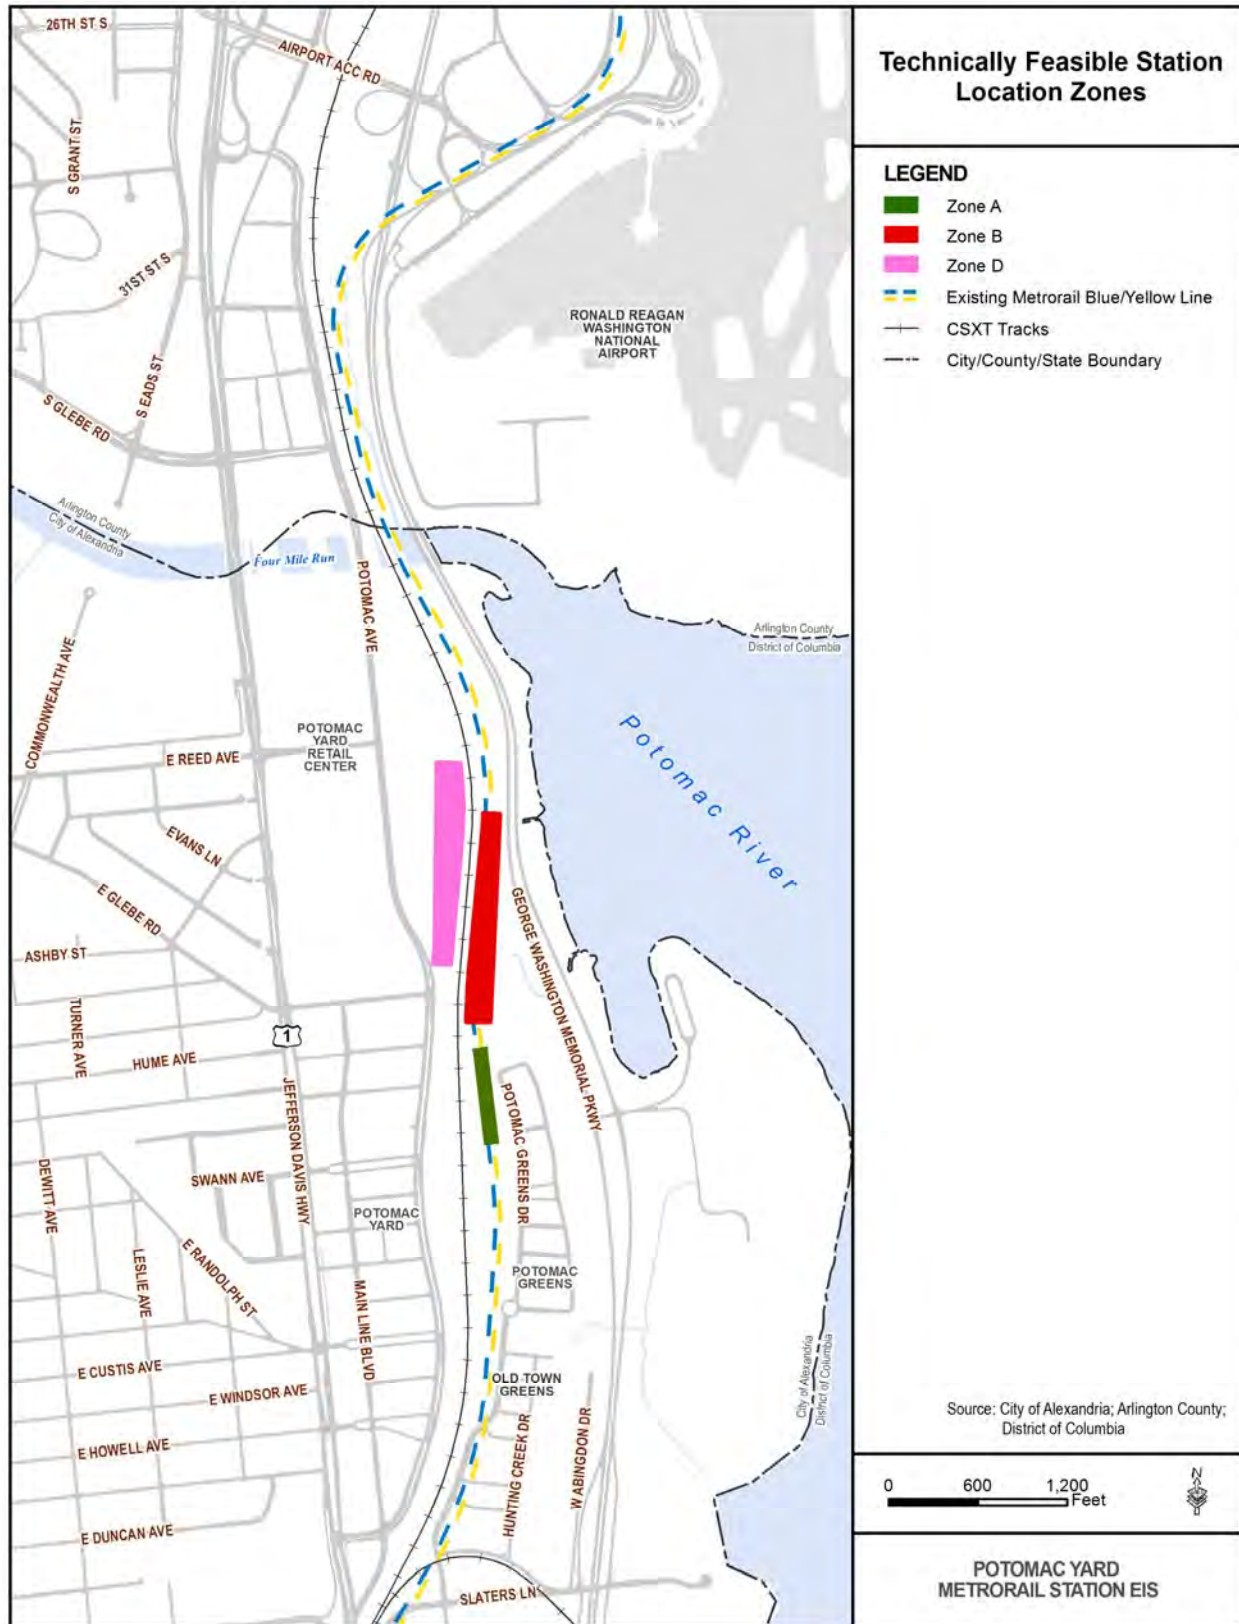 Technically Feasible Station
Location Zones
LEGEND
Zone A
Zone B
Zone D
Existing Metrorail Blue/Yellow Line
CSXT Tracks
City/County/State Boundary
26TH ST S
AIRPORT ACC RD
S GRANT ST
31ST ST S
S EADS ST
S GLEBE RD
RONALD REAGAN
WASHINGTON
NATIONAL
AIRPORT
Arlington County
City of Alexandria
Four Mile Run
POTOMAC AVE
Arlington County
District of Columbia
COMMONWEALTH AVE
E REED AVE
POTOMAC
YARD
RETAIL
CENTER
Potomac River
EVANS LN
E GLEBE RD
ASHBY ST
GEORGE WASHINGTON MEMORIAL PKWY
TURNER AVE
1
HUME AVE
JEFFERSON DAVIS HWY
POTOMAC GREENS DR
DEWITT AVE
SWANN AVE
POTOMAC
YARD
LESLIE AVE
E RANDOLPH ST
MAIN LINE BLVD
POTOMAC
GREENS
E CUSTIS AVE
E WINDSOR AVE
OLD TOWN
GREENS
City of Alexandria
District of Columbia
E HOWELL AVE
HUNTING CREEK DR
W ABINGDON DR
E DUNCAN AVE
SLATERS LN
Source: City of Alexandria; Arlington County;
District of Columbia
0 600 1,200
Feet
N
POTOMAC YARD
METRORAIL STATION EIS